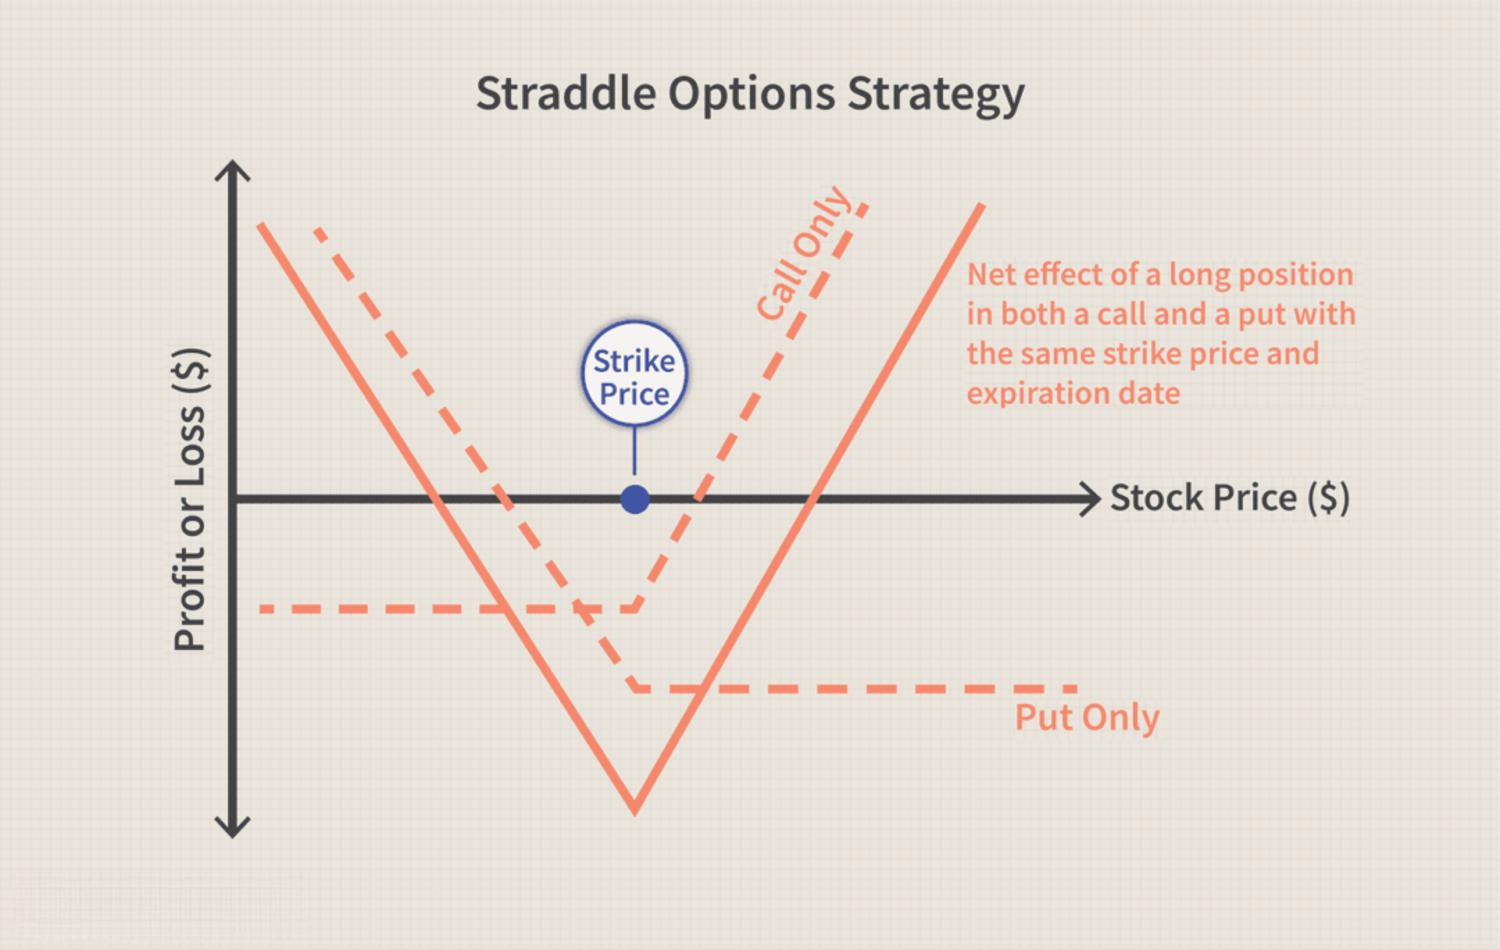 Straddle Options Strategy
Profit or Loss ($)
Call Only
Strike
Price
Net effect of a long position
in both a call and a put with
the same strike price and
expiration date
Stock Price ($)
Put Only